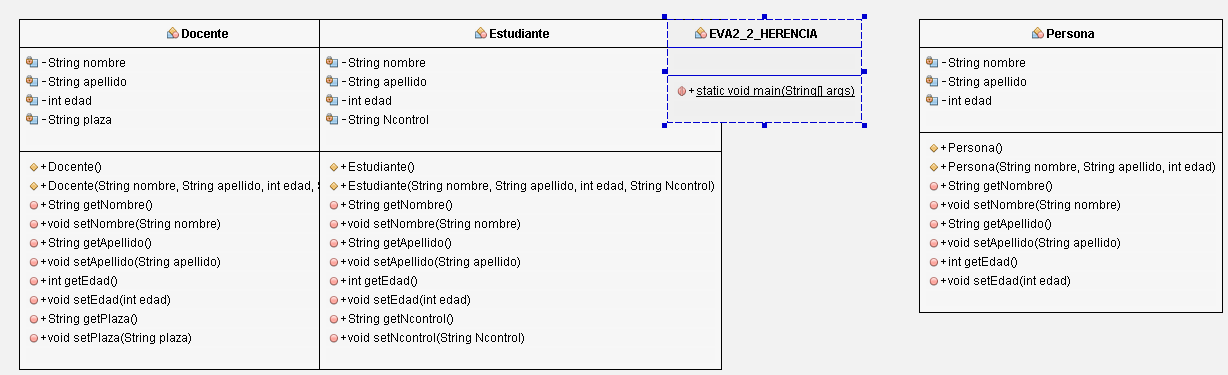 Docente
- String nombre
- String apellido
- int edad
- String plaza
+ Docente()
+ Docente(String nombre, String apellido, int edad,
+ String getNombre()
+ void setNombre(String nombre)
+ String getApellido()
+ void setApellido(String apellido)
+ int getEdad()
+ void setEdad(int edad)
+ String getPlaza()
+ void setPlaza(String plaza)
Estudiante
- String nombre
- String apellido
- int edad
- String Ncontrol
+ Estudiante()
+ Estudiante(String nombre, String apellido, int edad, String Ncontrol)
+ String getNombre()
+ void setNombre(String nombre)
+ String getApellido()
+ void setApellido(String apellido)
+ int getEdad()
+ void setEdad(int edad)
+ String getNcontrol()
+ void setNcontrol(String Ncontrol)
EVA2_2_HERENCIA
+ static void main(String[] args)
Persona
- String nombre
- String apellido
- int edad
+ Persona()
+ Persona(String nombre, String apellido, int edad)
+ String getNombre()
+ void setNombre(String nombre)
+ String getApellido()
+ void setApellido(String apellido)
+ int getEdad()
+ void setEdad(int edad)